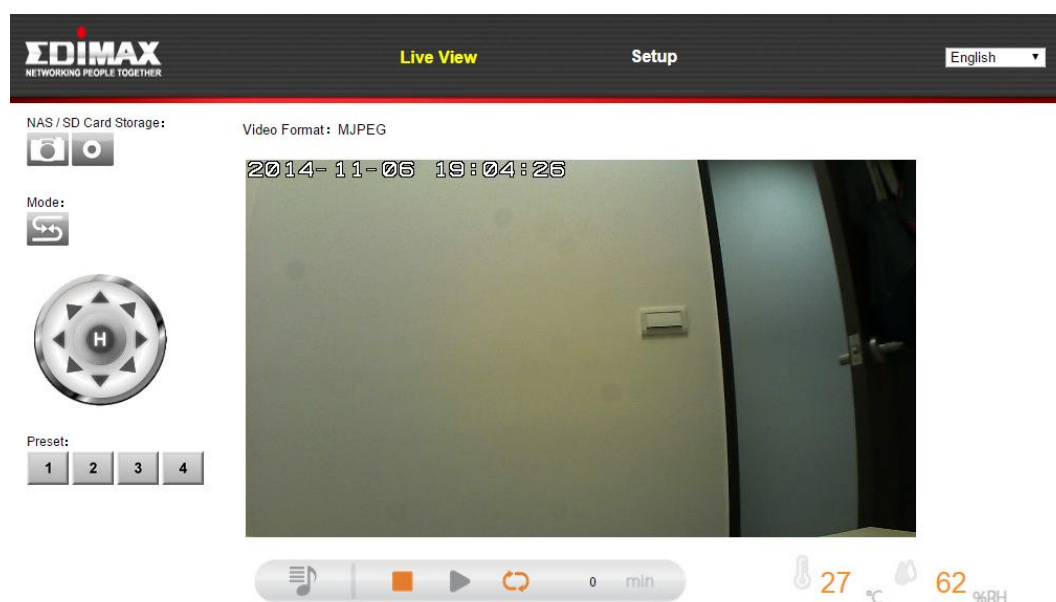 EDIMAX
NETWORKING PEOPLE TOGETHER
Live View
Setup
English
NAS / SD Card Storage:
Video Format: MJPEG
2014-11-06 19:04:26
Mode:
H
Preset:
1 2 3 4
0 min
27 °C
62 %RH